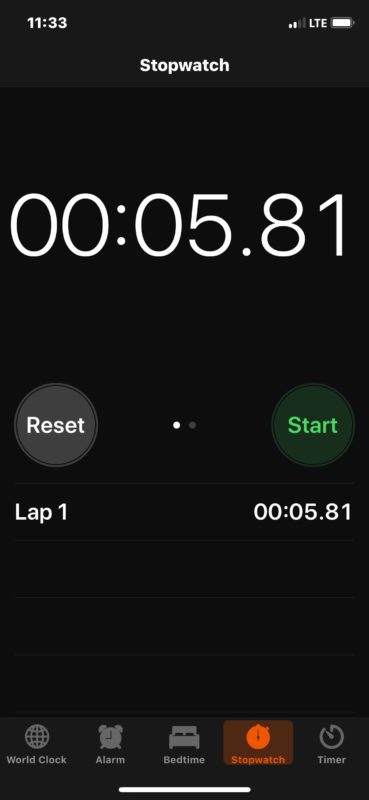 11:33 LTE
Stopwatch
00:05.81
Reset Start
Lap 1 00:05.81
World Clock Alarm Bedtime Stopwatch Timer